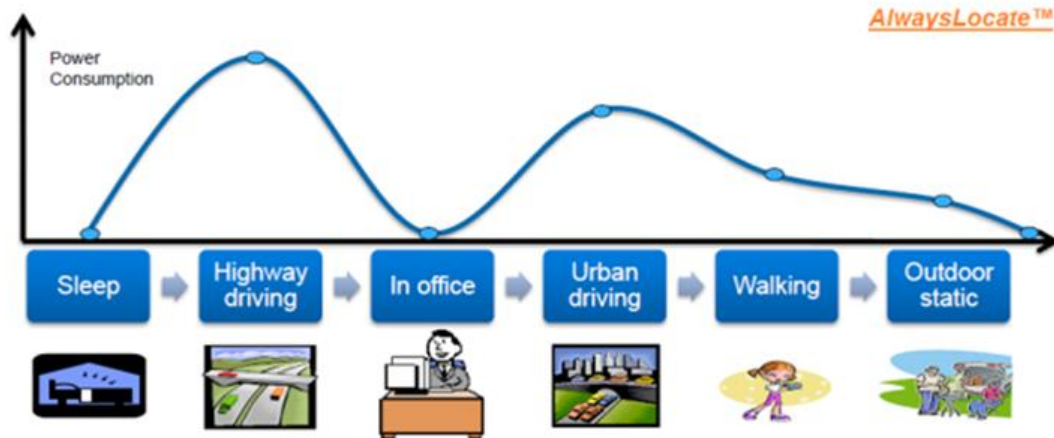 AlwaysLocate™
Power
Consumption
Sleep
Highway
driving
In office
Urban
driving
Walking
Outdoor
static